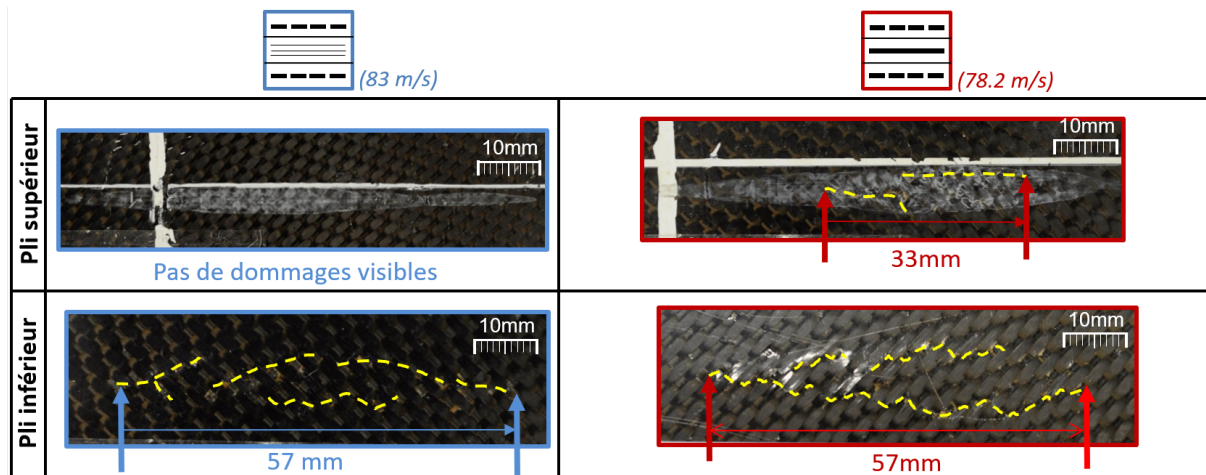 (83 m/s)
(78.2 m/s)
Pli supérieur
10mm
Pas de dommages visibles
10mm
33mm
Pli inférieur
10mm
57 mm
10mm
57mm